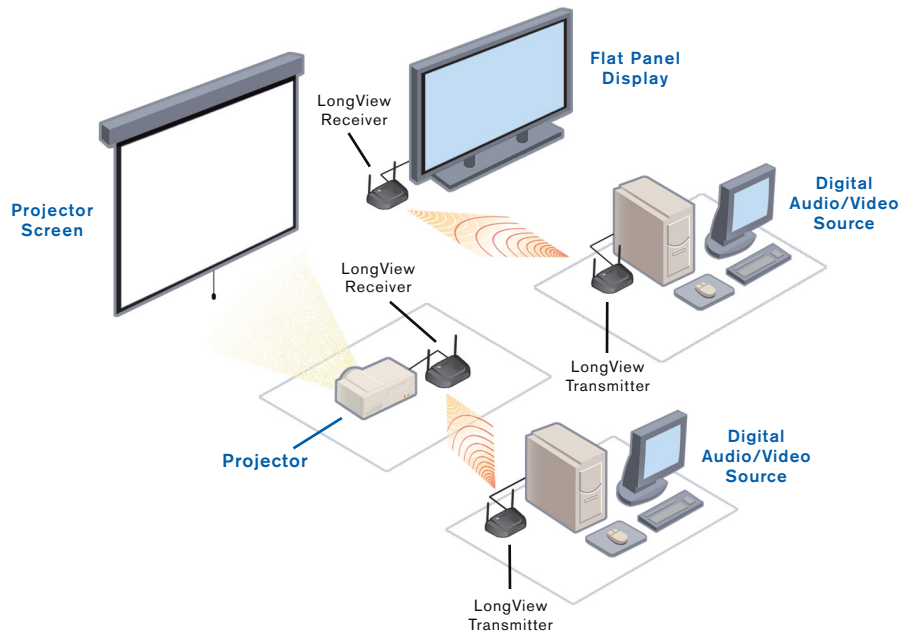 Flat Panel
Display
LongView
Receiver
Digital
Audio/Video
Source
Projector
Screen
LongView
Receiver
LongView
Transmitter
Projector
Digital
Audio/Video
Source
LongView
Transmitter